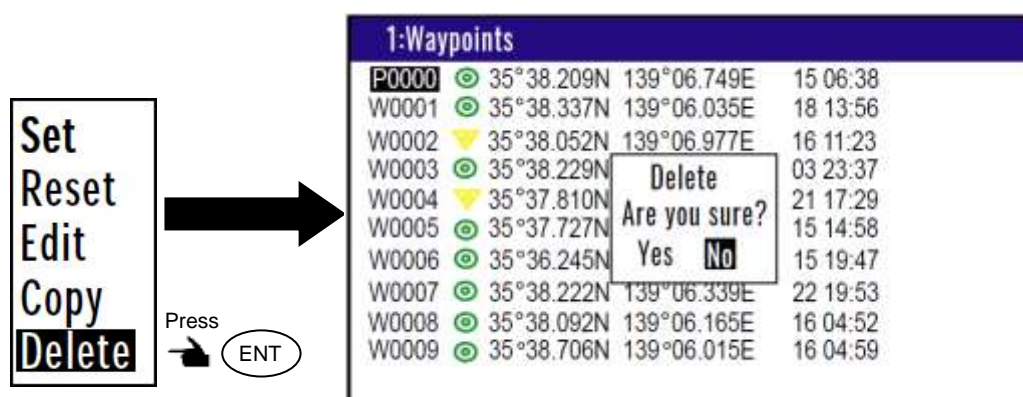 Set
Reset
Edit
Copy
Delete
Press
ENT
1:Waypoints
P0000 35°38.209N 139°06.749E 15 06:38
W0001 35°38.337N 139°06.035E 18 13:56
W0002 35°38.052N 139°06.977E 16 11:23
W0003 35°38.229N 03 23:37
W0004 35°37.810N 21 17:29
W0005 35°37.727N 15 14:58
W0006 35°36.245N 15 19:47
W0007 35°38.222N 139°06.339E 22 19:53
W0008 35°38.092N 139°06.165E 16 04:52
W0009 35°38.706N 139°06.015E 16 04:59
Delete
Are you sure?
Yes No